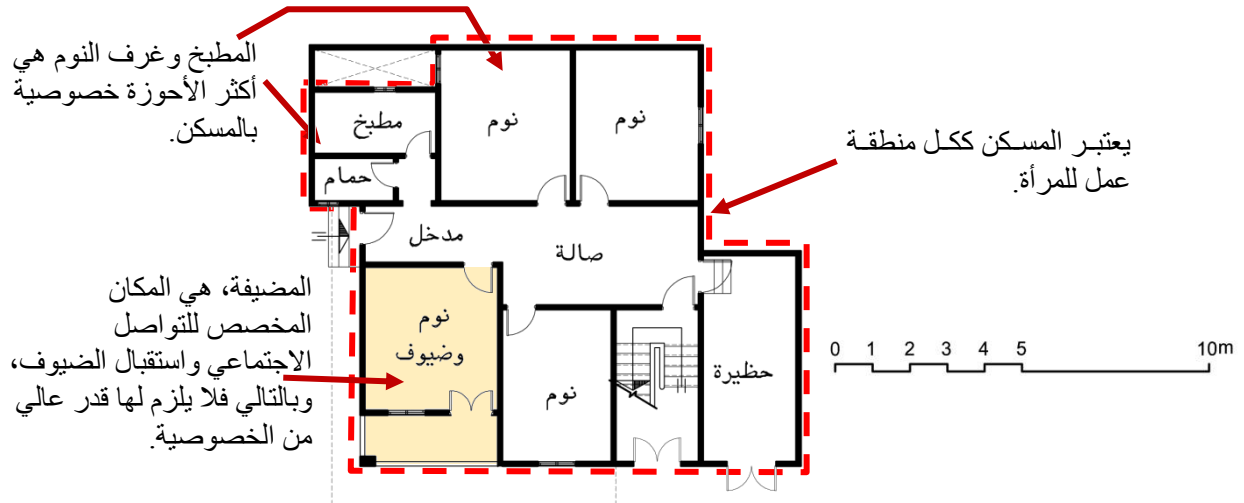 المطبخ وغرف النوم هي
أكثر الأحوزة خصوصية
بالمسكن.
نوم
نوم
مطبخ
حمام
مدخل
صالة
يعتبر المسكن ككل منطقة
عمل للمرأة.
المضيفة، هي المكان
المخصص للتواصل
الاجتماعي واستقبال الضيوف،
وبالتالي فلا يلزم لها قدر عالي
من الخصوصية.
نوم
وضيوف
نوم
حظيرة
0 1 2 3 4 5 10m